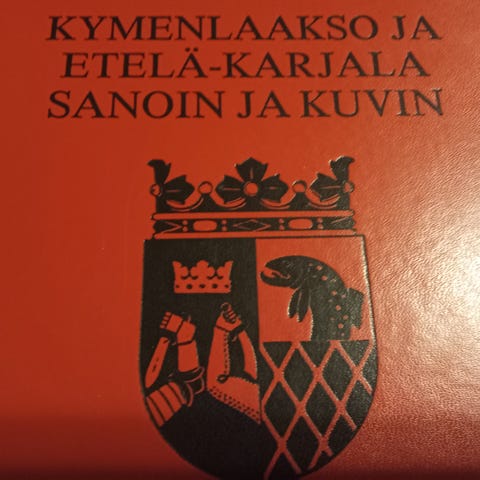 KYMENLAAKSO JA
ETELÄ-KARJALA
SANOIN JA KUVIN